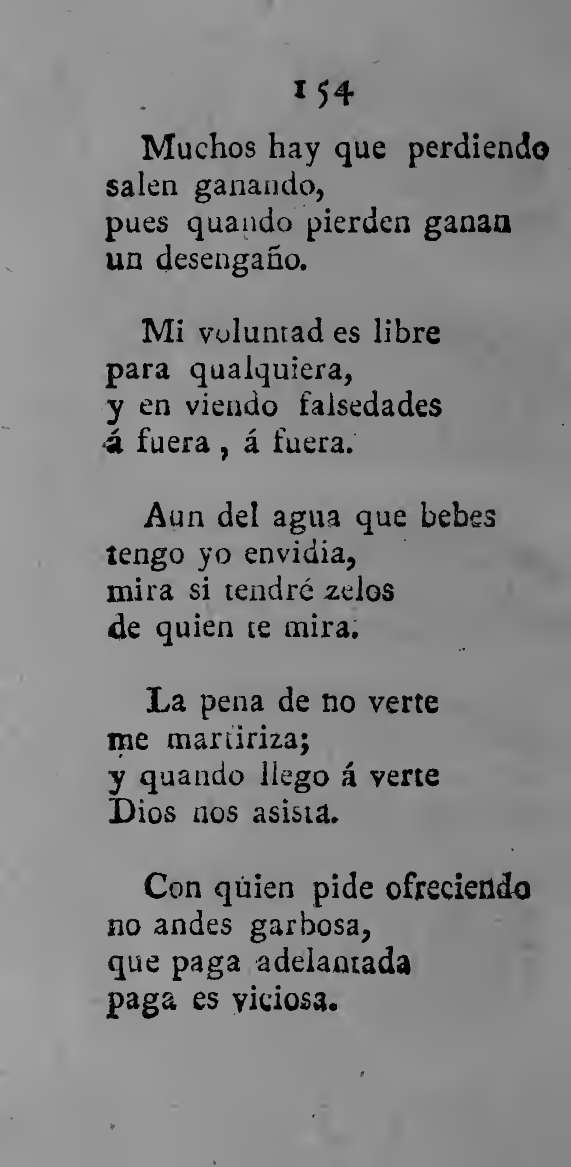 154
Muchos hay que perdiendo
salen ganando,
pues quando pierden ganan
un desengaño.
Mi voluntad es libre
para qualquiera,
y en viendo falsedades
á fuera, á fuera.
Aun del agua que bebes
tengo yo envidia,
mira si tendré zelos
de quien te mira.
La pena de no verte
me martiriza;
y quando llego á verte
Dios nos asista.
Con quien pide ofreciendo
no andes garbosa,
que paga adelantada
paga es viciosa.